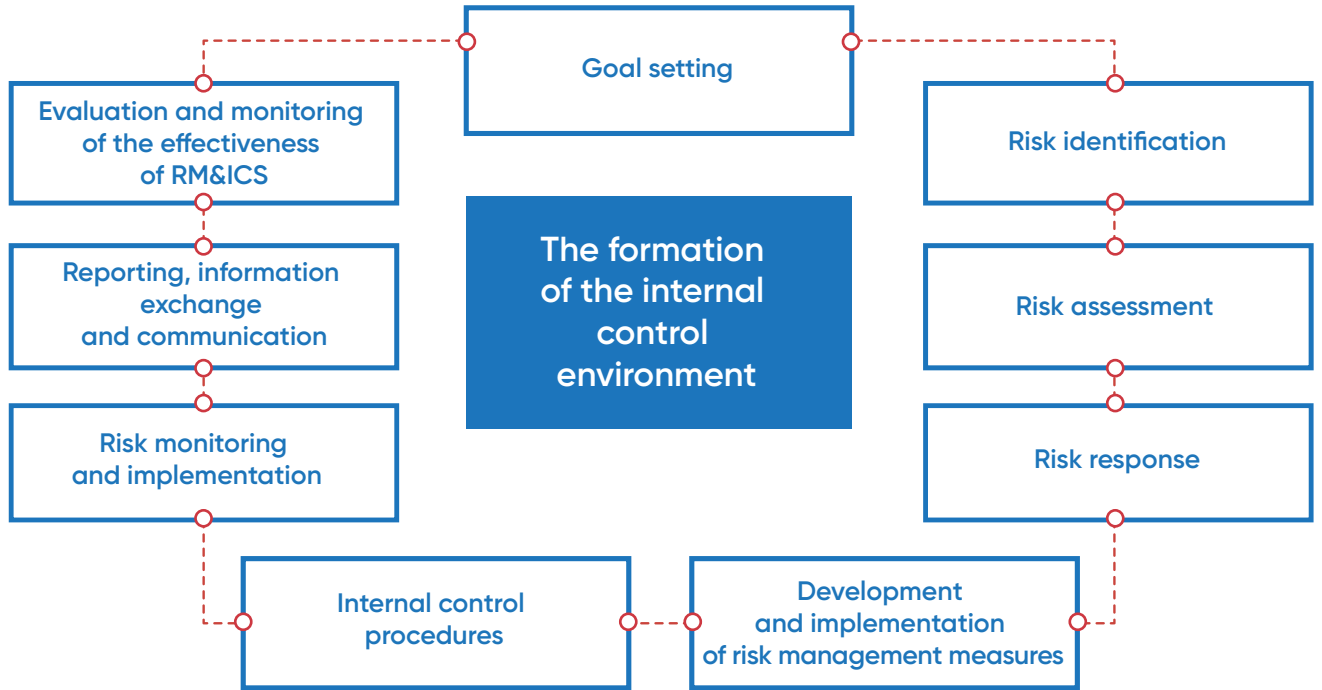 Goal setting
Evaluation and monitoring
of the effectiveness
of RM&ICS
Risk identification
The formation
of the internal
control
environment
Reporting, information
exchange
and communication
Risk assessment
Risk monitoring
and implementation
Risk response
Internal control
procedures
Development
and implementation
of risk management measures